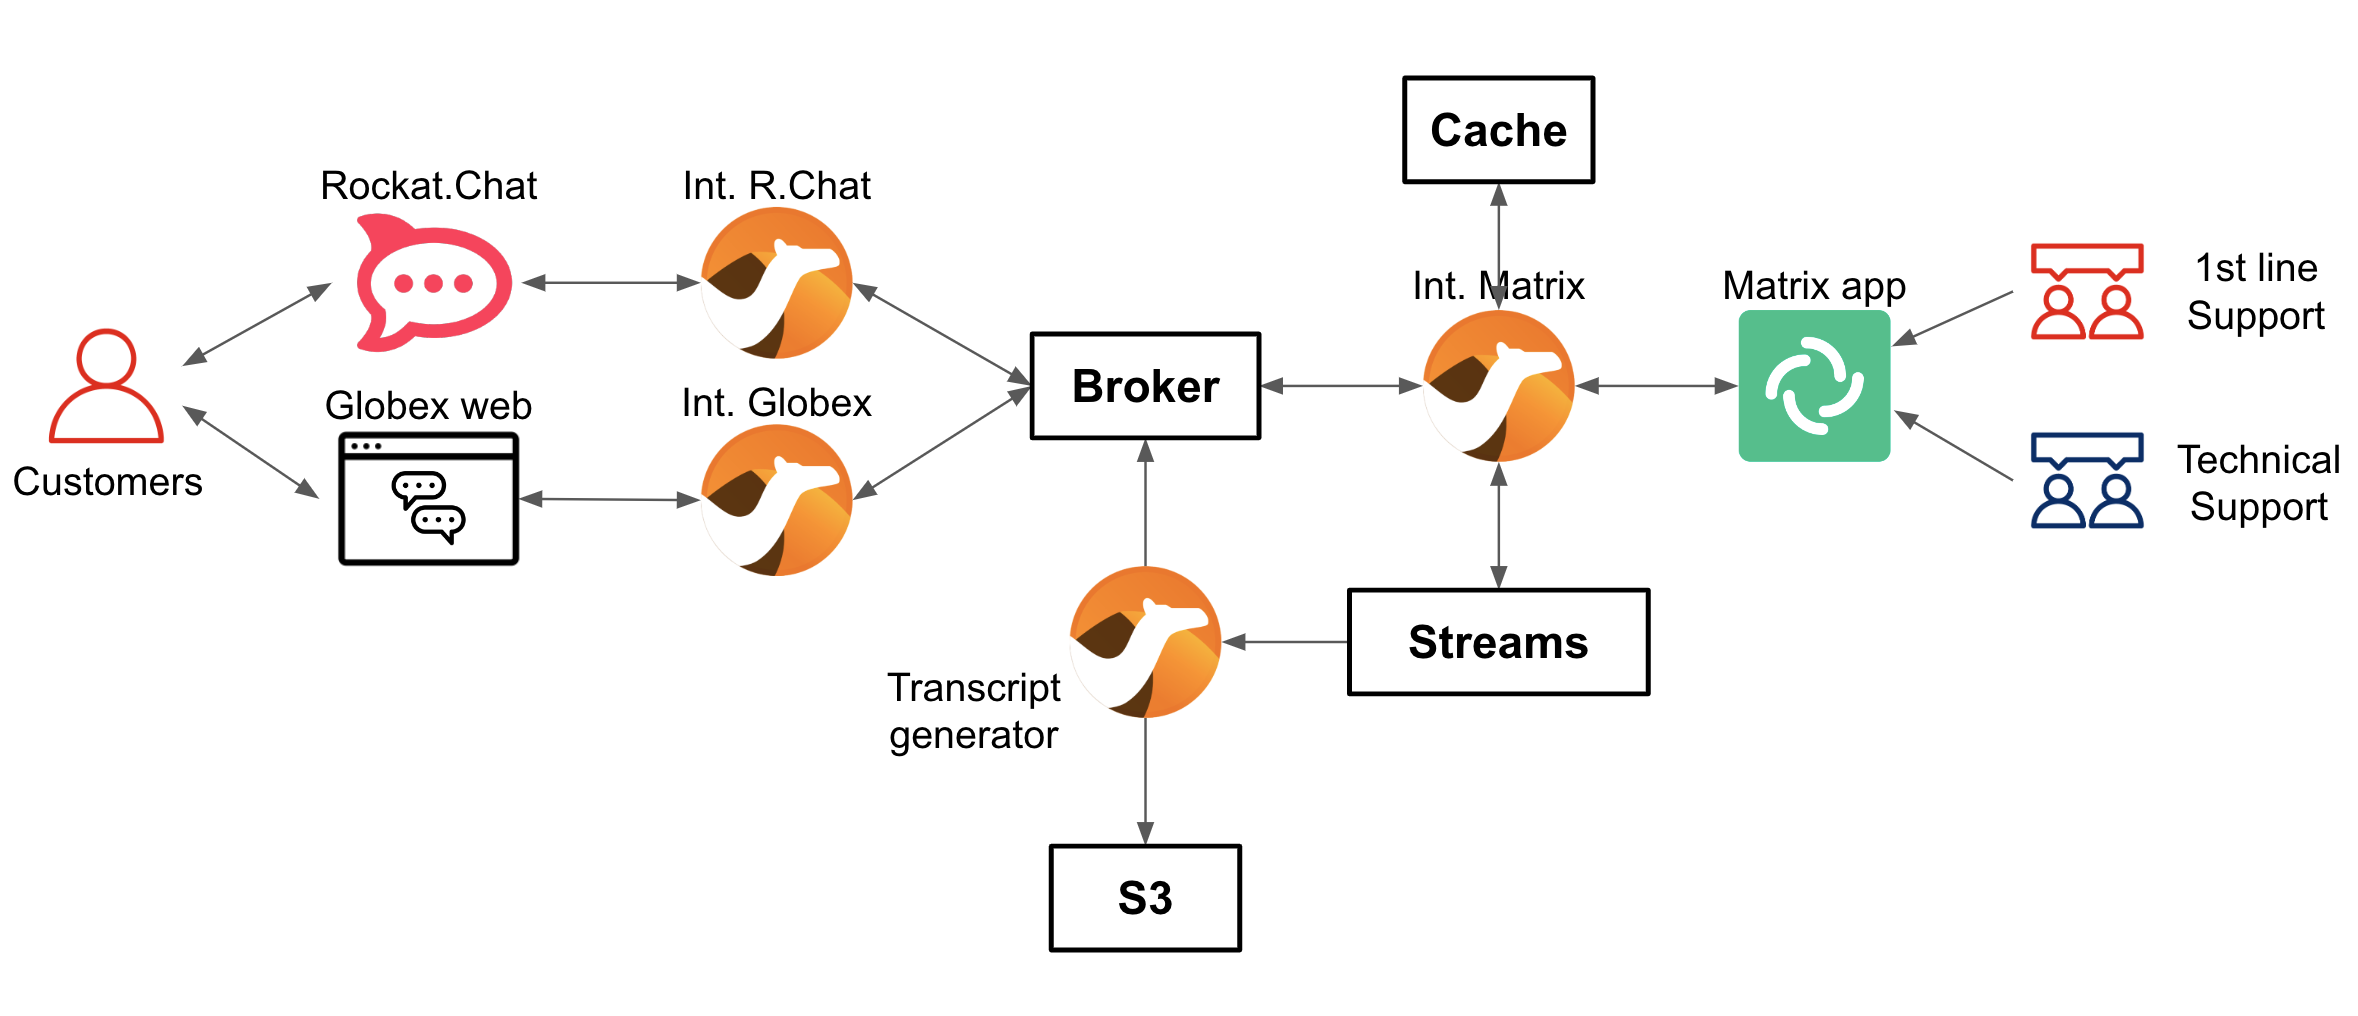 Cache
Rockat.Chat
Int. R.Chat
Int. Matrix
Matrix app
1st line
Support
Broker
Customers
Globex web
Int. Globex
Technical
Support
Streams
Transcript
generator
S3